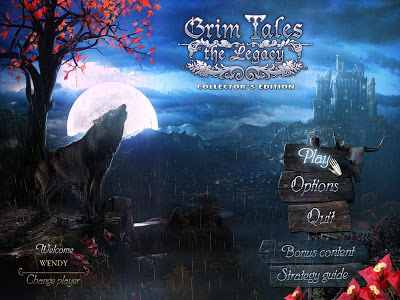 Grim Tales
the Legacy
COLLECTOR'S EDITION
Play
Options
Quit
Bonus content
Strategy guide
Welcome
WENDY
Change player